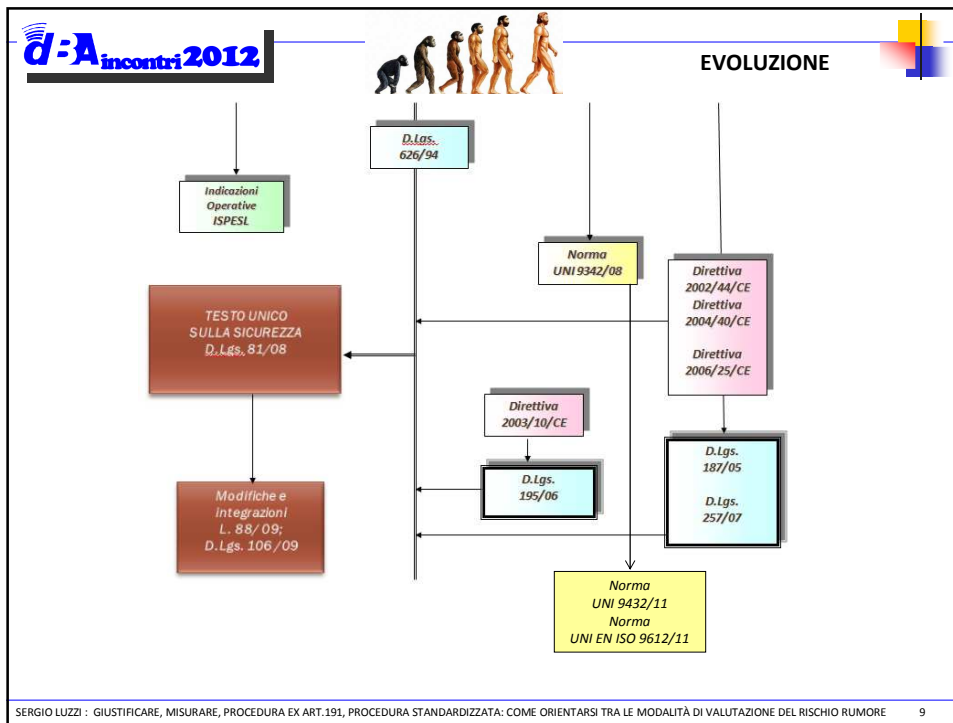 dBA incontri 2012
EVOLUZIONE
D.Lgs.
626/94
Indicazioni
Operative
ISPESL
Norma
UNI 9342/08
Direttiva
2002/44/CE
Direttiva
2004/40/CE
Direttiva
2006/25/CE
TESTO UNICO
SULLA SICUREZZA
D.Lgs. 81/08
Direttiva
2003/10/CE
D.Lgs.
195/06
D.Lgs.
187/05
D.Lgs.
257/07
Modifiche e
integrazioni
L. 88/09;
D.Lgs. 106/09
Norma
UNI 9432/11
Norma
UNI EN ISO 9612/11
SERGIO LUZZI : GIUSTIFICARE, MISURARE, PROCEDURA EX ART.191, PROCEDURA STANDARDIZZATA: COME ORIENTARSI TRA LE MODALITÀ DI VALUTAZIONE DEL RISCHIO RUMORE 9